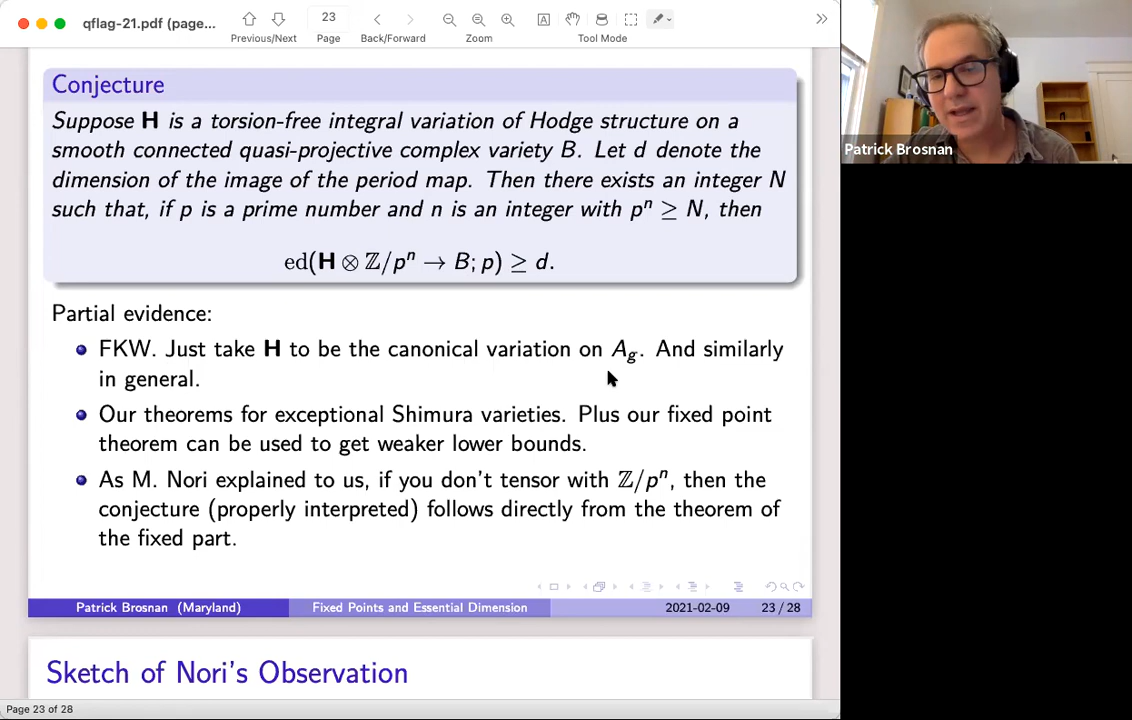 qflag-21.pdf (page...
23
Previous/Next
Page
Back/Forward
Zoom
Tool Mode
Conjecture
Suppose H is a torsion-free integral variation of Hodge structure on a
smooth connected quasi-projective complex variety B. Let d denote the
dimension of the image of the period map. Then there exists an integer N
such that, if p is a prime number and n is an integer with pⁿ ≥ N, then
ed(H ⊗ ℤ/pⁿ → B; p) ≥ d.
Partial evidence:
FKW. Just take H to be the canonical variation on A_g. And similarly
in general.
Our theorems for exceptional Shimura varieties. Plus our fixed point
theorem can be used to get weaker lower bounds.
As M. Nori explained to us, if you don't tensor with ℤ/pⁿ, then the
conjecture (properly interpreted) follows directly from the theorem of
the fixed part.
Patrick Brosnan (Maryland)
Fixed Points and Essential Dimension
2021-02-09
23 / 28
Sketch of Nori's Observation
Page 23 of 28
Patrick Brosnan